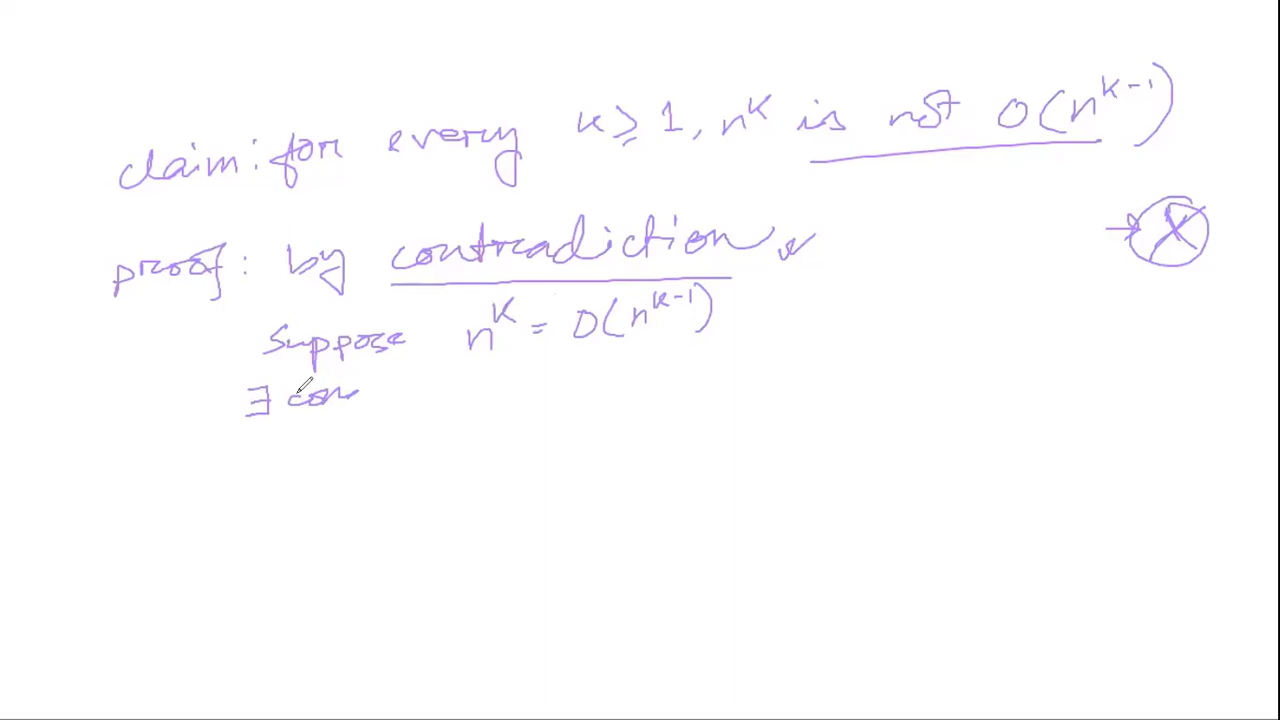 claim: for every k ≥ 1, n^k is not O(n^{k-1})
proof: by contradiction
Suppose n^k = O(n^{k-1})
∃ con